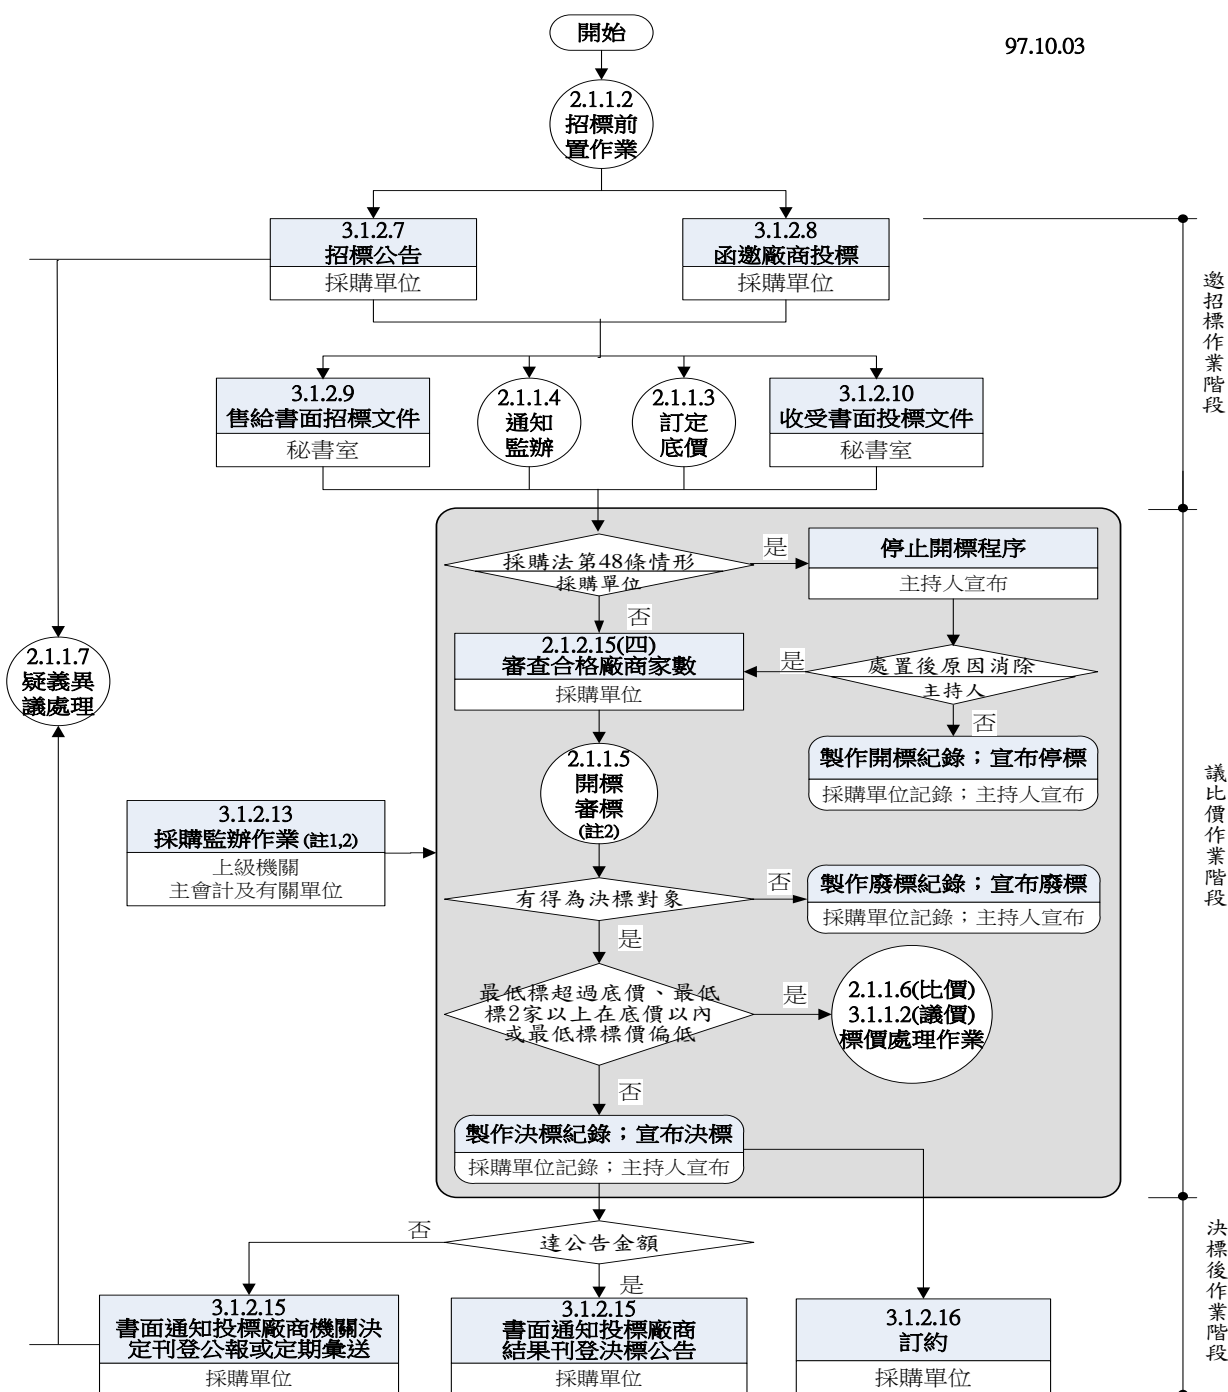 開始
97.10.03
2.1.1.2
招標前
置作業
3.1.2.7
招標公告
採購單位
3.1.2.8
函邀廠商投標
採購單位
邀招標作業階段
3.1.2.9
售給書面招標文件
秘書室
2.1.1.4
通知
監辦
2.1.1.3
訂定
底價
3.1.2.10
收受書面投標文件
秘書室
採購法第48條情形
採購單位
是
停止開標程序
主持人宣布
否
2.1.2.15(四)
審查合格廠商家數
採購單位
是
處置後原因消除
主持人
否
2.1.1.7
疑義異
議處理
2.1.1.5
開標
審標
(註2)
製作開標紀錄；宣布停標
採購單位記錄；主持人宣布
議比價作業階段
3.1.2.13
採購監辦作業(註1,2)
上級機關
主會計及有關單位
有得為決標對象
否
製作廢標紀錄；宣布廢標
採購單位記錄；主持人宣布
是
最低標超過底價、最低
標2家以上在底價以內
或最低標標價偏低
是
2.1.1.6(比價)
3.1.1.2(議價)
標價處理作業
否
製作決標紀錄；宣布決標
採購單位記錄；主持人宣布
否
達公告金額
是
決標後作業階段
3.1.2.15
書面通知投標廠商機關決
定刊登公報或定期彙送
採購單位
3.1.2.15
書面通知投標廠商
結果刊登決標公告
採購單位
3.1.2.16
訂約
採購單位